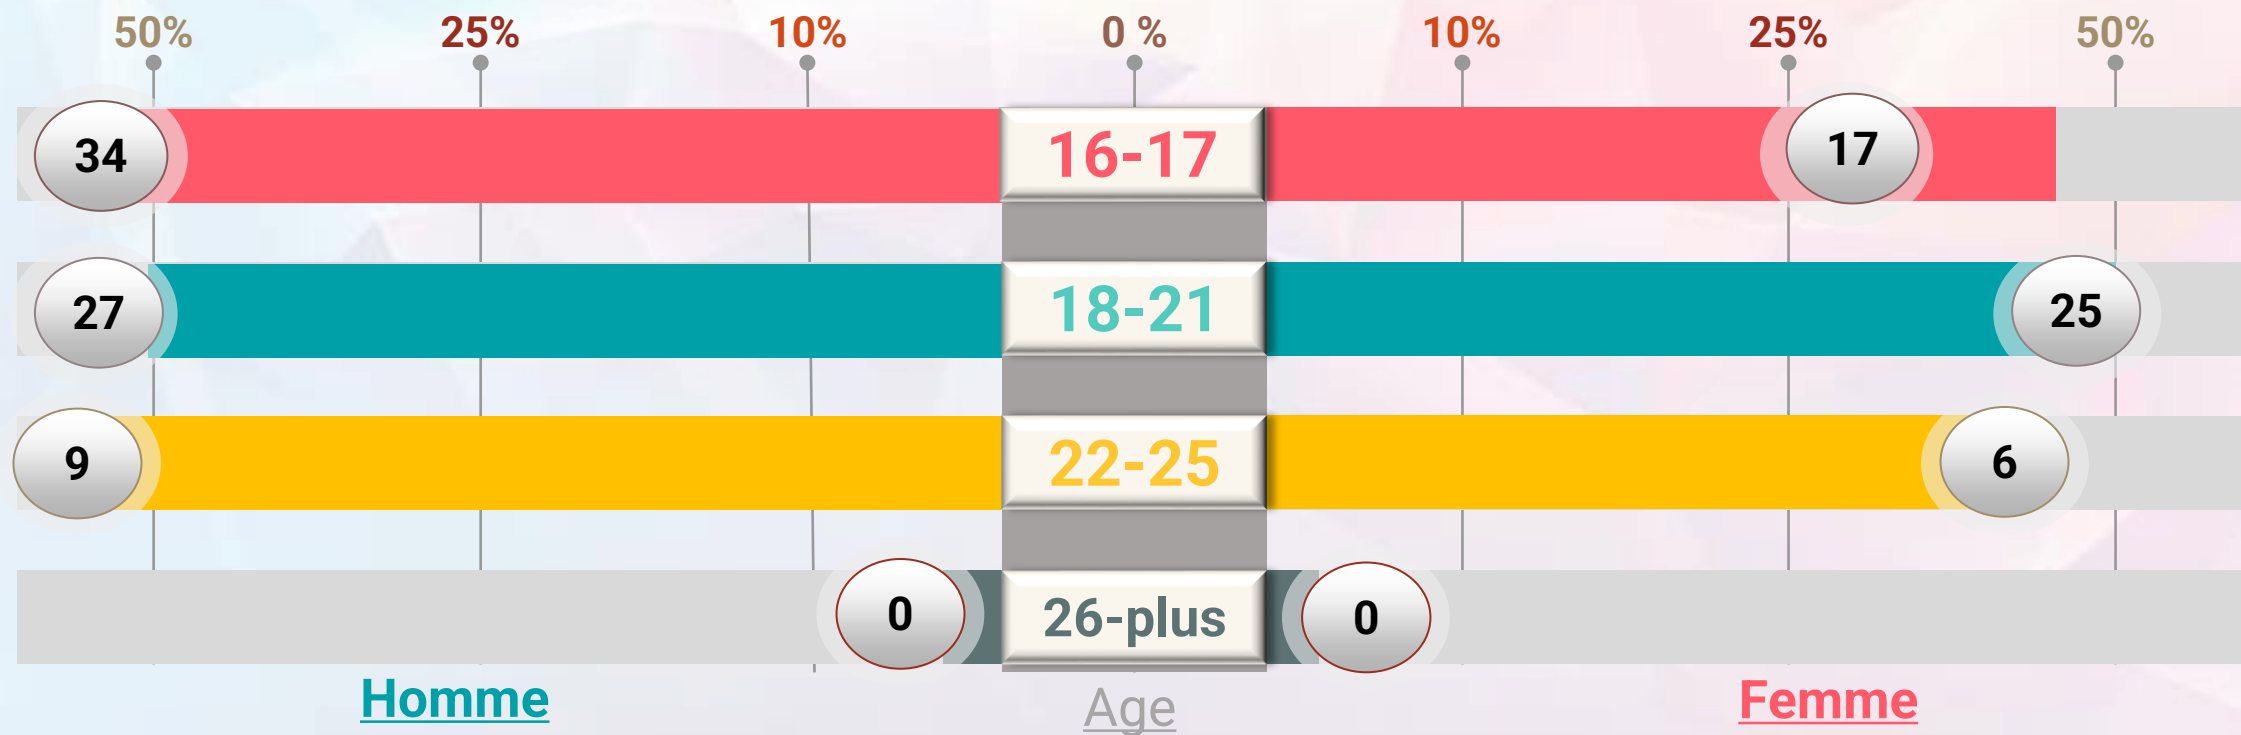 50% 25% 10% 0 % 10% 25% 50%
34 16-17 17
27 18-21 25
9 22-25 6
0 26-plus 0
Homme Age Femme